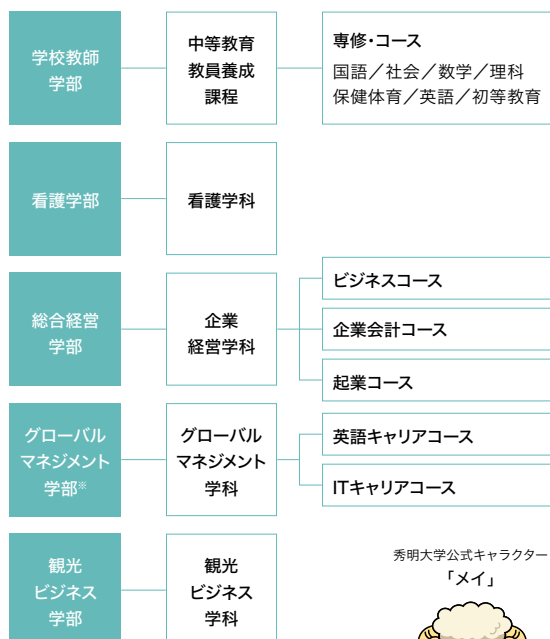 学校教師
学部
中等教育
教員養成
課程
専修・コース
国語／社会／数学／理科
保健体育／英語／初等教育
看護学部
看護学科
総合経営
学部
企業
経営学科
ビジネスコース
企業会計コース
起業コース
グローバル
マネジメント
学部※
グローバル
マネジメント
学科
英語キャリアコース
ITキャリアコース
観光
ビジネス
学部
観光
ビジネス
学科
秀明大学公式キャラクター
「メイ」